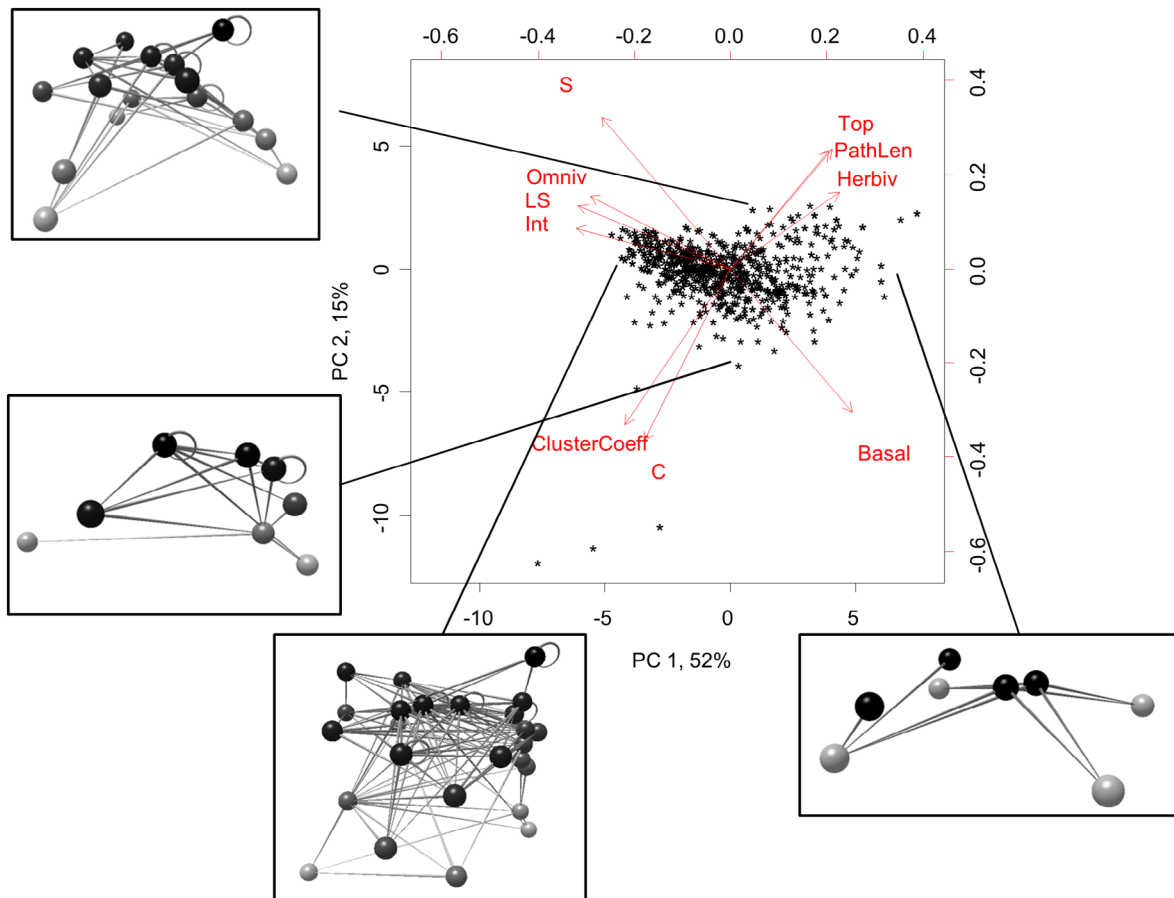 -0.6 -0.4 -0.2 0.0 0.2 0.4
S
Top
PathLen
Herbiv
Omniv
LS
Int
ClusterCoeff
C
Basal
5
0
-5
-10
PC 2, 15%
0.4
0.2
0.0
-0.2
-0.4
-0.6
-10 -5 0 5
PC 1, 52%